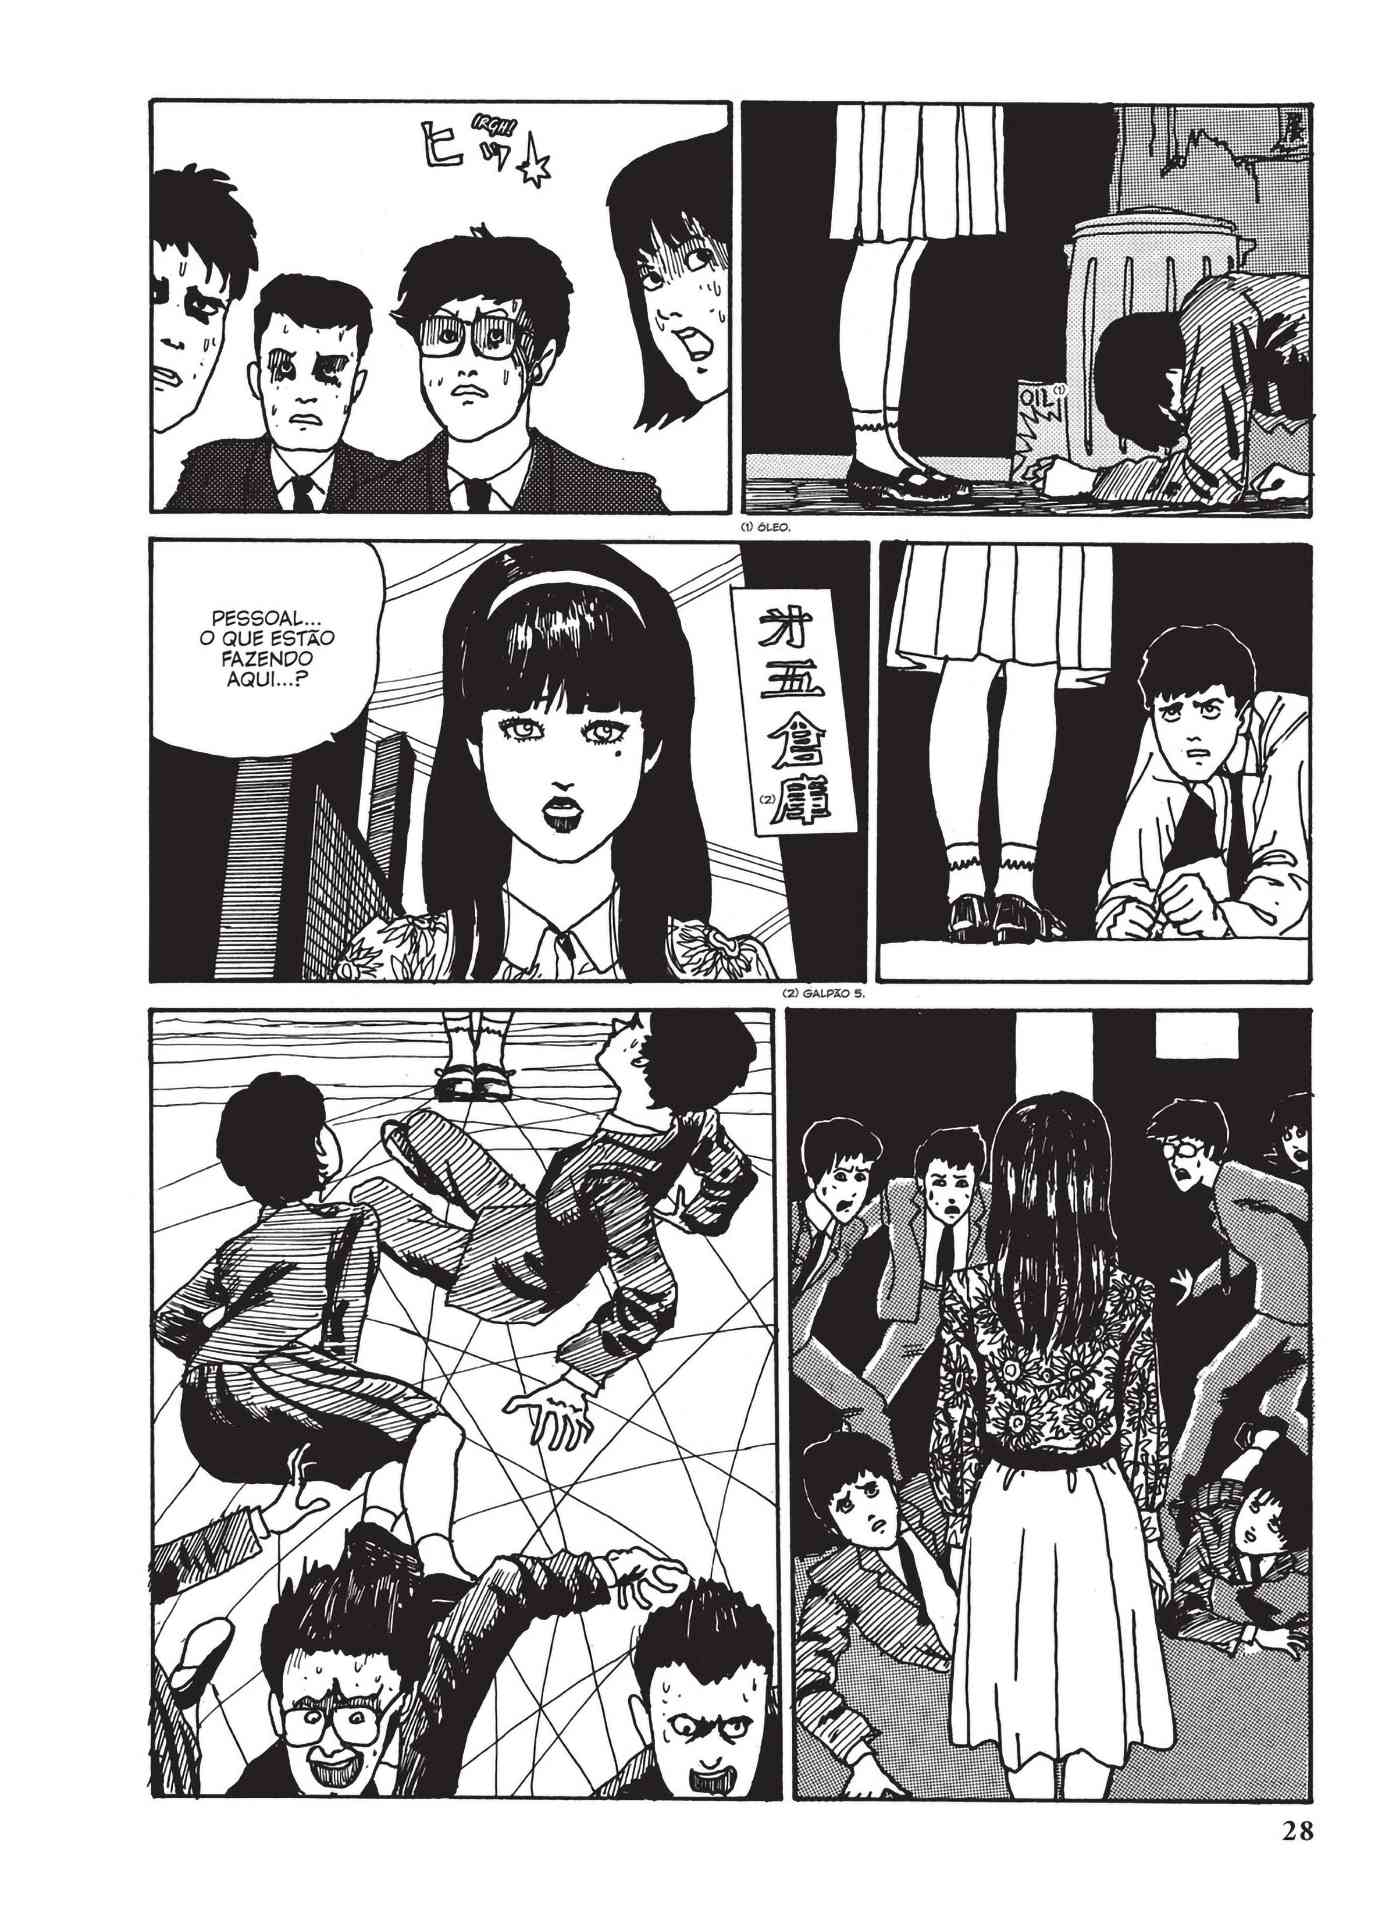 ヒッ
IRGH!
OIL (1)
(1) ÓLEO.
PESSOAL...
O QUE ESTÃO
FAZENDO
AQUI...?
才五倉庫
(2)
(2) GALPÃO 5.
28